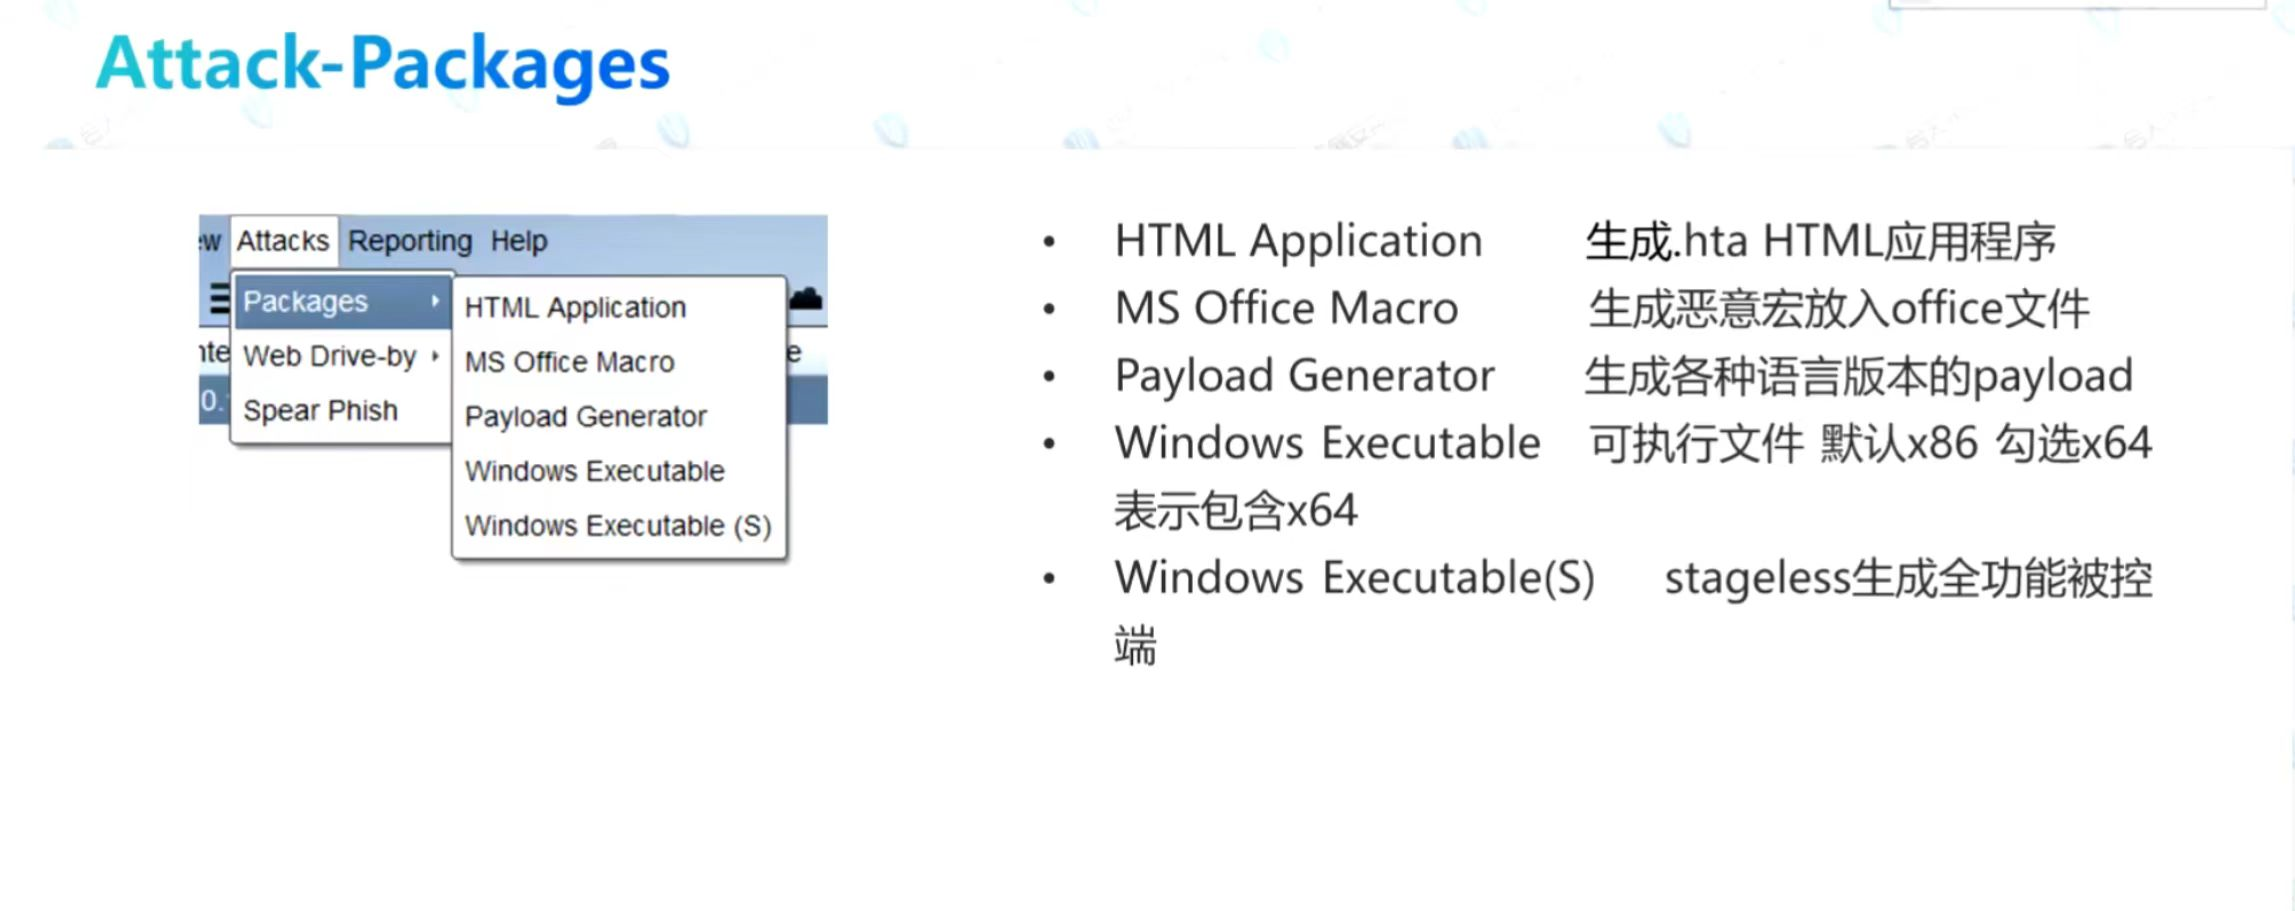 Attack-Packages
ew Attacks Reporting Help
Packages
Web Drive-by
Spear Phish
HTML Application
MS Office Macro
Payload Generator
Windows Executable
Windows Executable (S)
nte
0.
e
• HTML Application 生成.hta HTML应用程序
• MS Office Macro 生成恶意宏放入office文件
• Payload Generator 生成各种语言版本的payload
• Windows Executable 可执行文件 默认x86 勾选x64
表示包含x64
• Windows Executable(S) stageless生成全功能被控
端